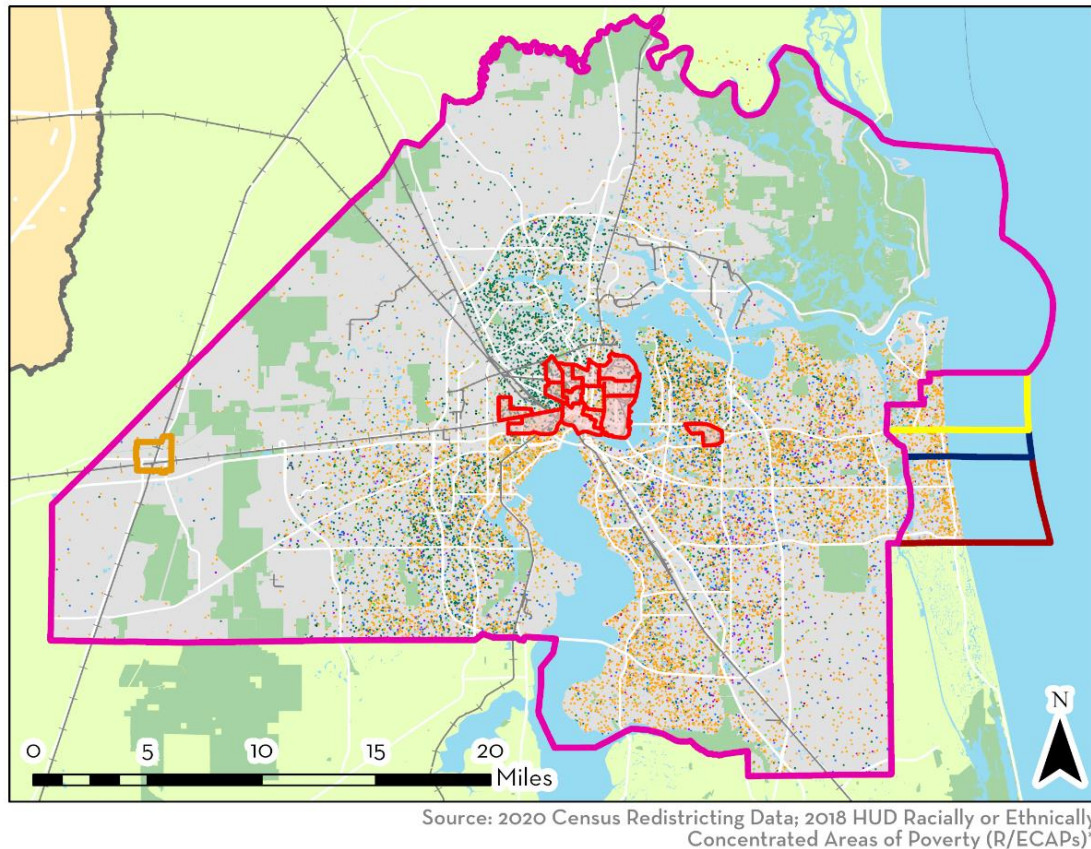 0 5 10 15 20
Miles
N
Source: 2020 Census Redistricting Data; 2018 HUD Racially or Ethnically
Concentrated Areas of Poverty (R/ECAPs)*